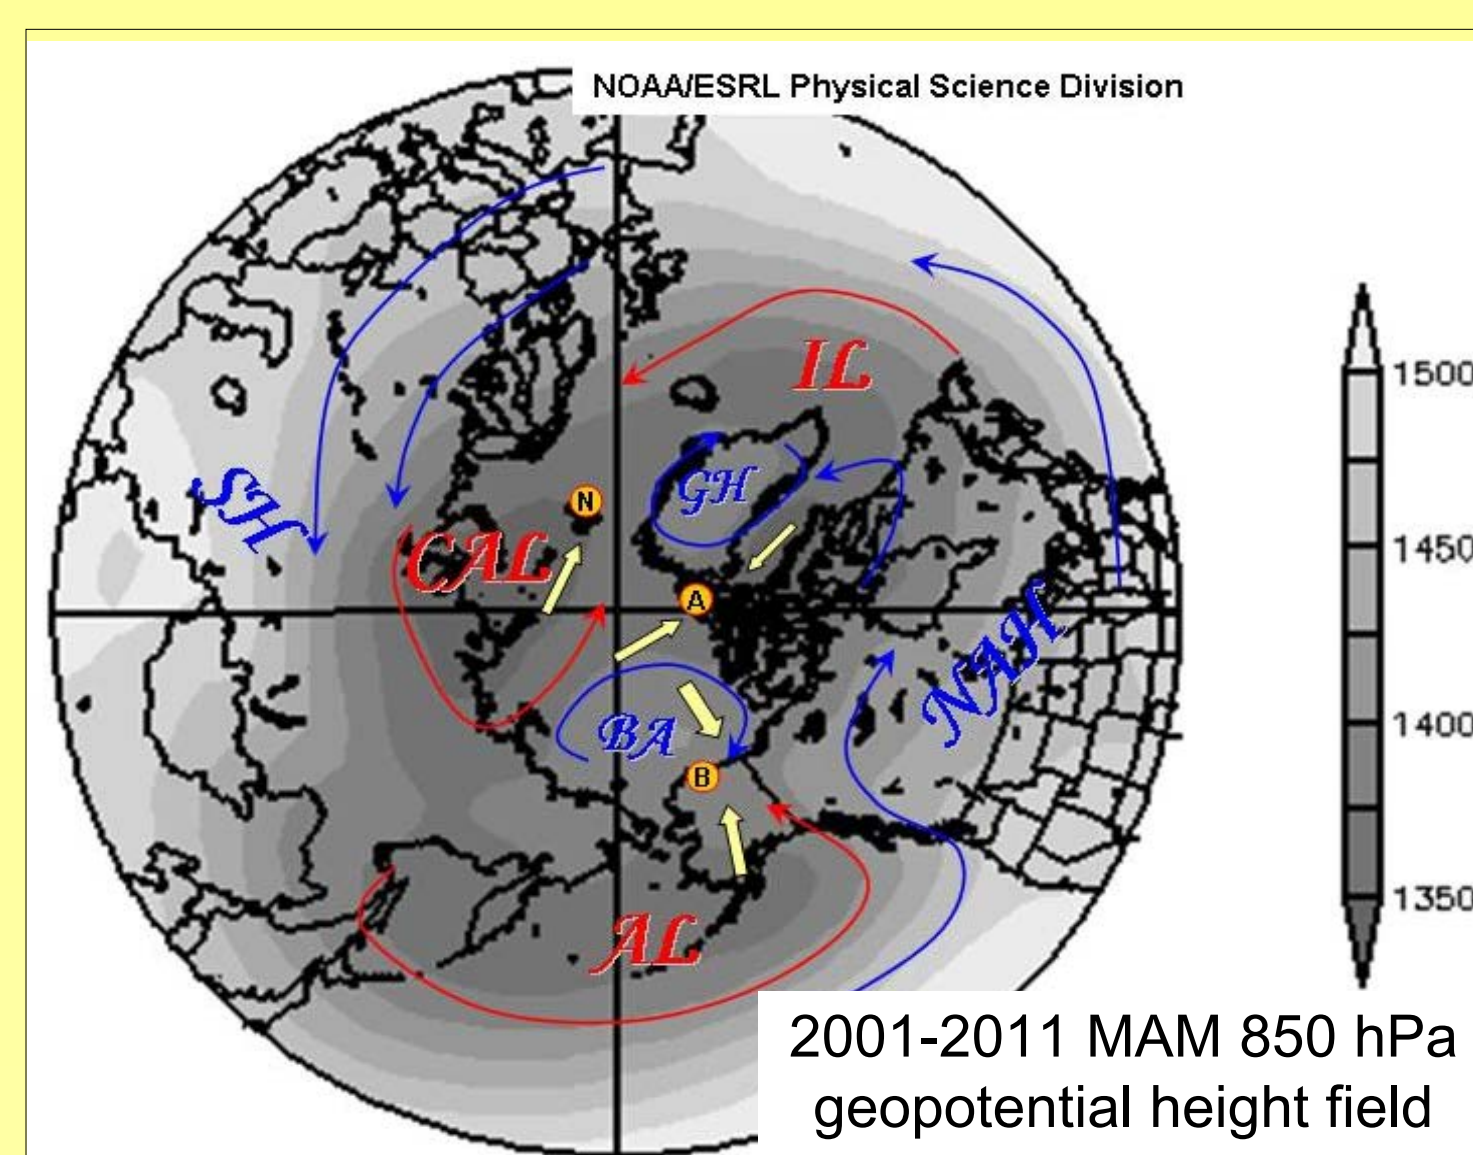 NOAA/ESRL Physical Science Division
IL
GH
SH
N
CAL
A
NAH
BA
B
AL
1500
1450
1400
1350
2001-2011 MAM 850 hPa
geopotential height field